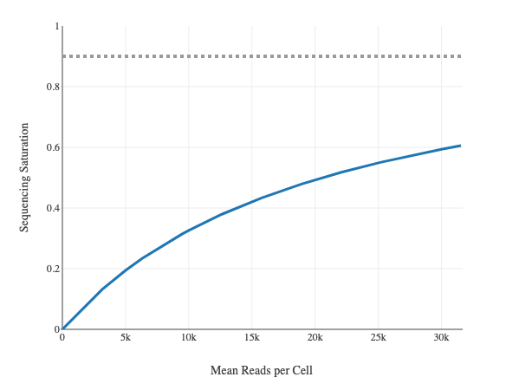 1
0.8
0.6
0.4
0.2
0
0 5k 10k 15k 20k 25k 30k
Sequencing Saturation
Mean Reads per Cell